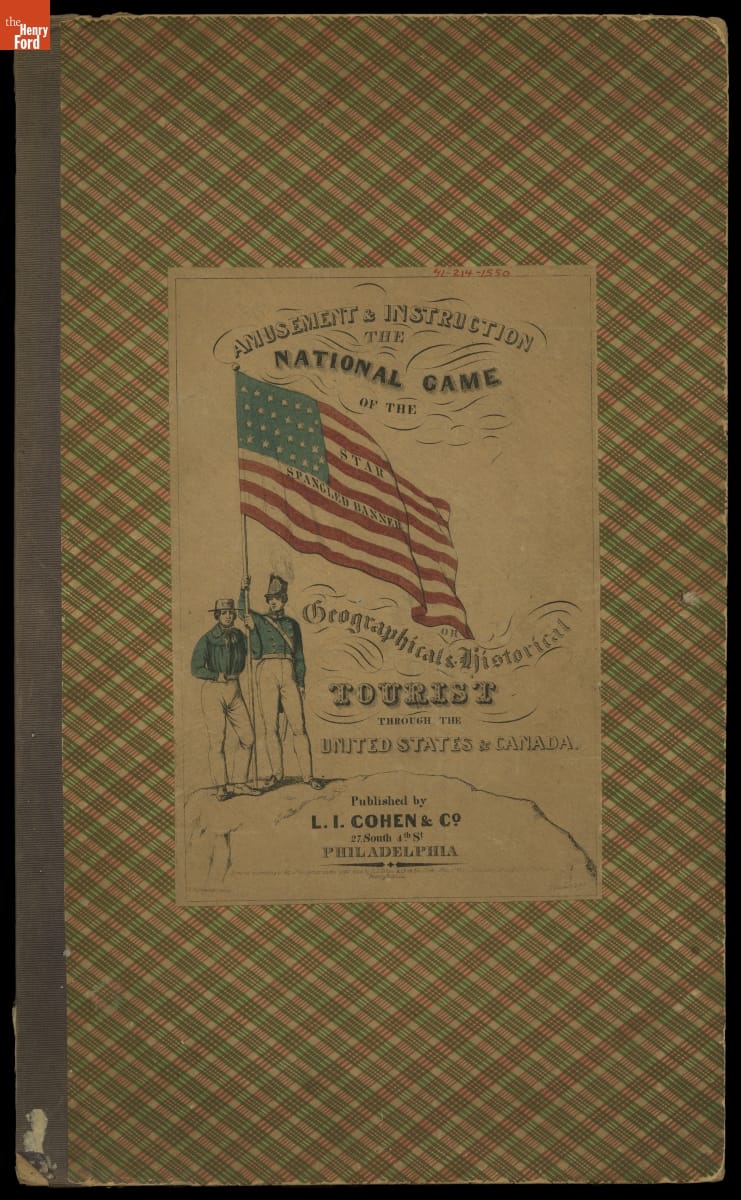 the
Henry
Ford
41-214-1550
AMUSEMENT & INSTRUCTION
THE
NATIONAL GAME
OF THE
STAR
SPANGLED BANNER
OR
Geographical & Historical
TOURIST
THROUGH THE
UNITED STATES & CANADA.
Published by
L. I. COHEN & Co
27, South 4th St
PHILADELPHIA